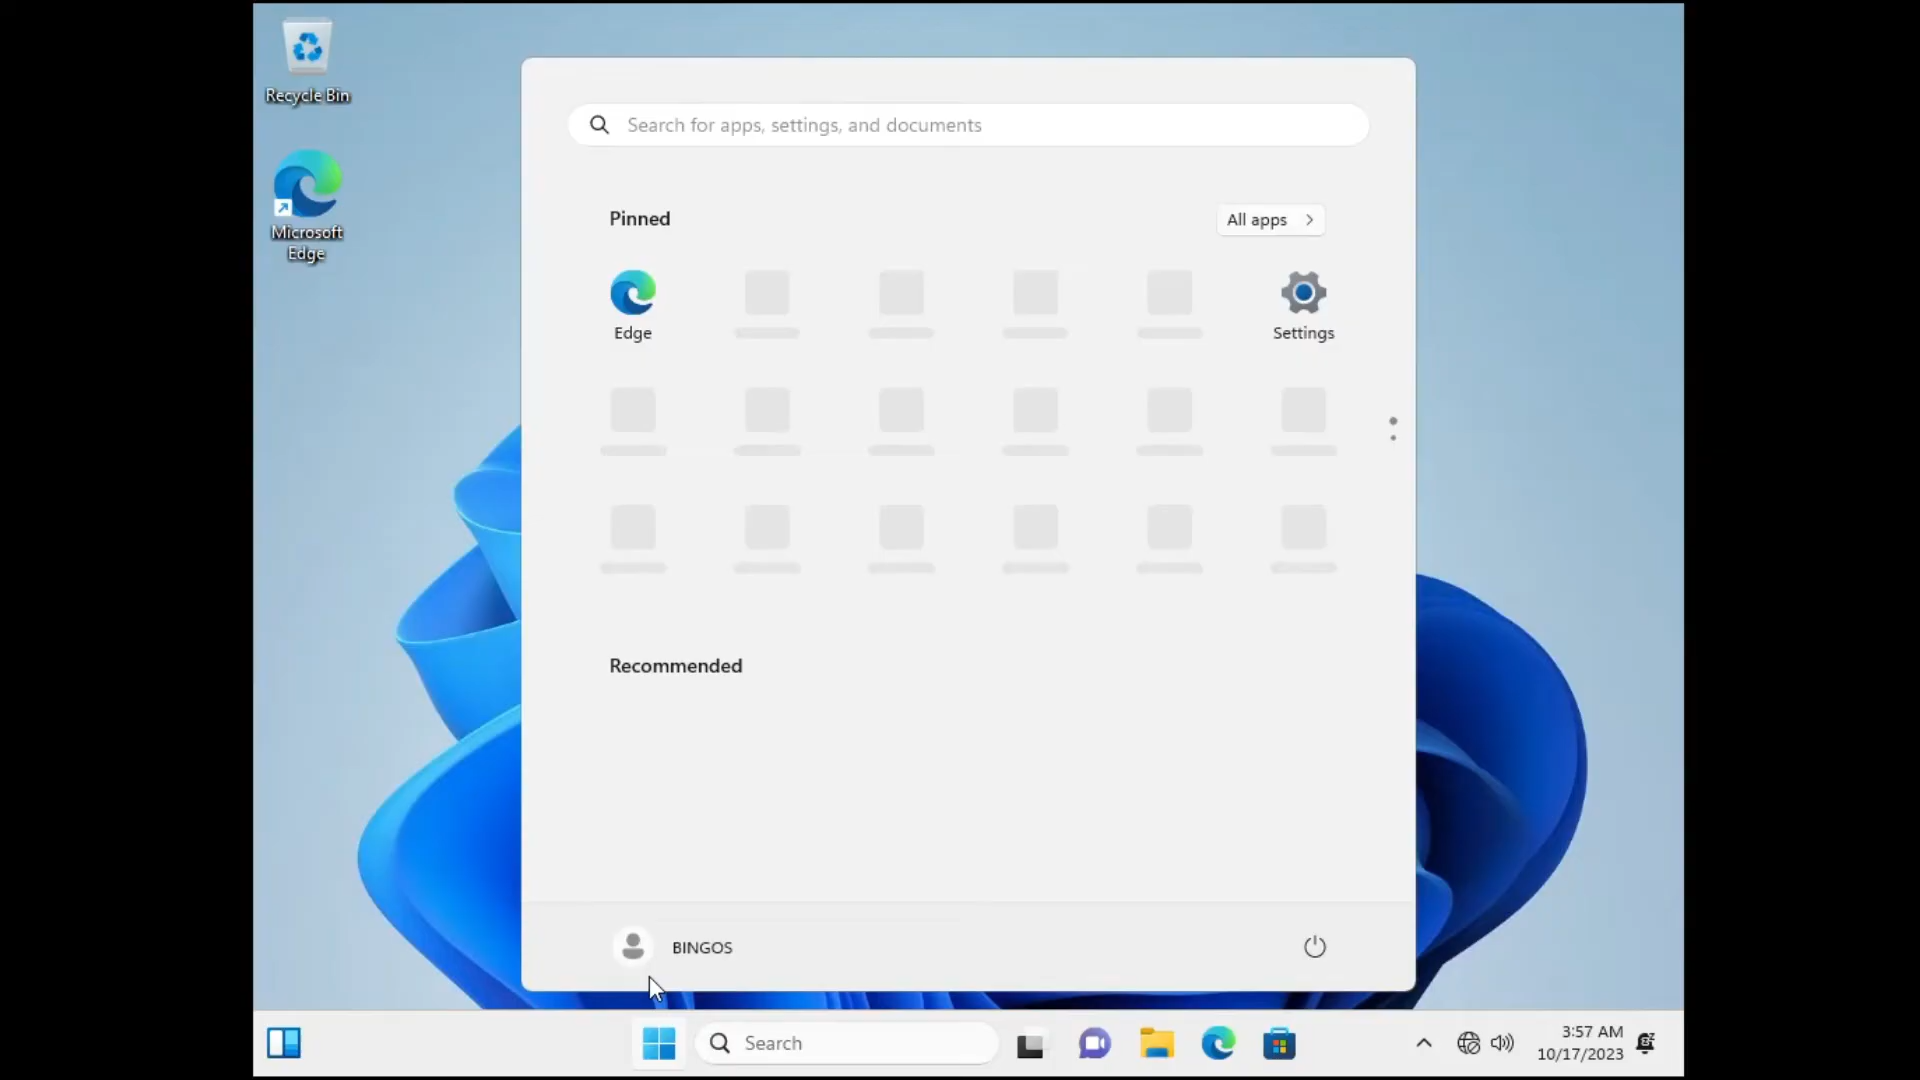 Recycle Bin
Microsoft
Edge
Search for apps, settings, and documents
Pinned
All apps
Edge
Settings
Recommended
BINGOS
Search
3:57 AM
10/17/2023